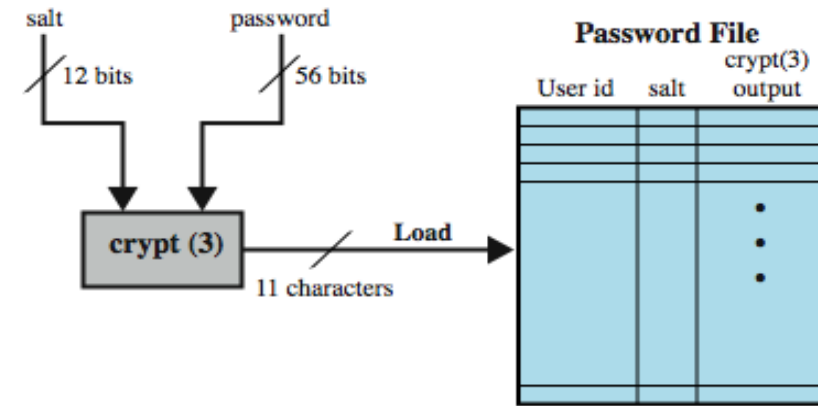 salt
password
12 bits
56 bits
crypt (3)
Load
11 characters
Password File
User id
salt
crypt(3)
output